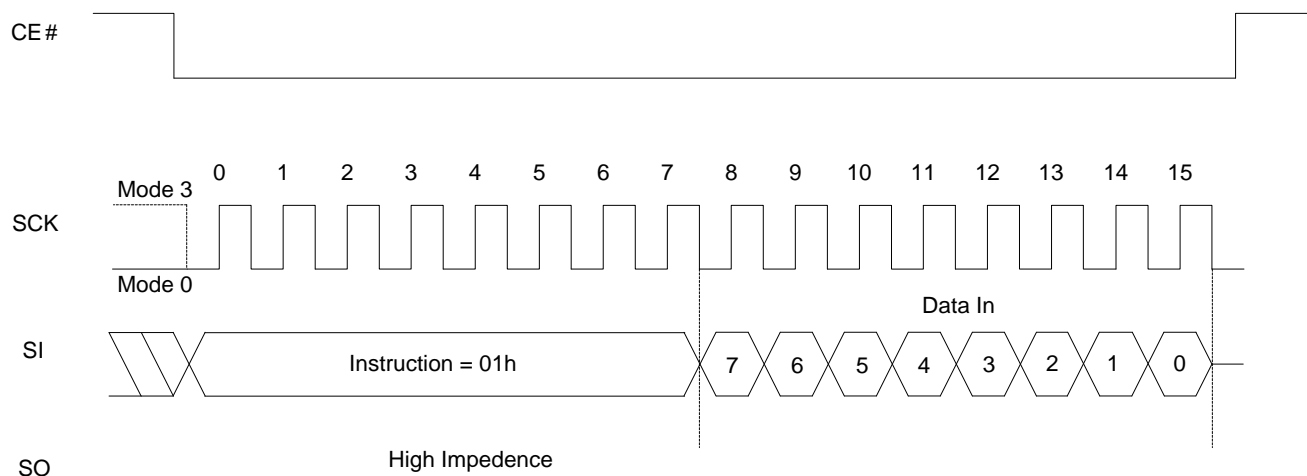 CE#
0 1 2 3 4 5 6 7 8 9 10 11 12 13 14 15
Mode 3
SCK
Mode 0
Data In
SI
Instruction = 01h
7 6 5 4 3 2 1 0
High Impedence
SO